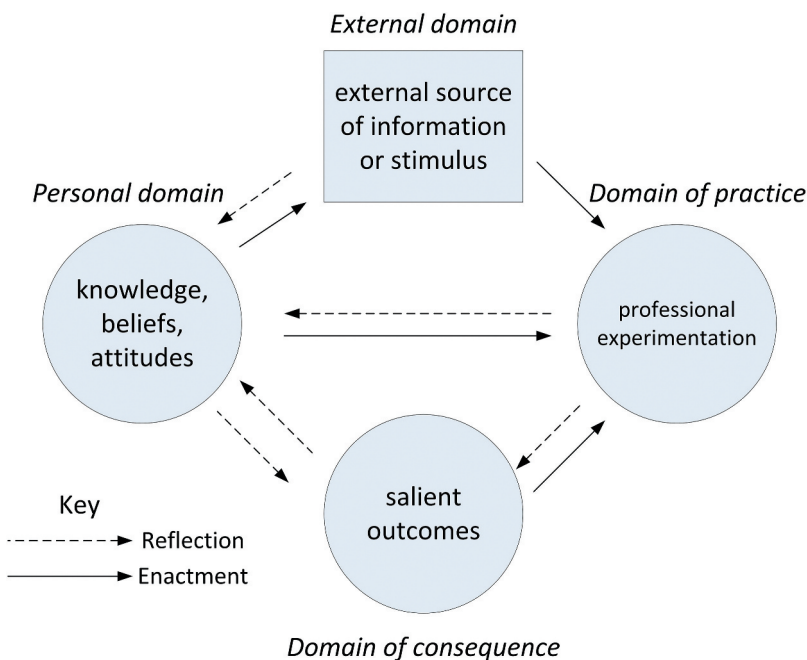 External domain
external source
of information
or stimulus
Personal domain
Domain of practice
knowledge,
beliefs,
attitudes
professional
experimentation
salient
outcomes
Key
Reflection
Enactment
Domain of consequence